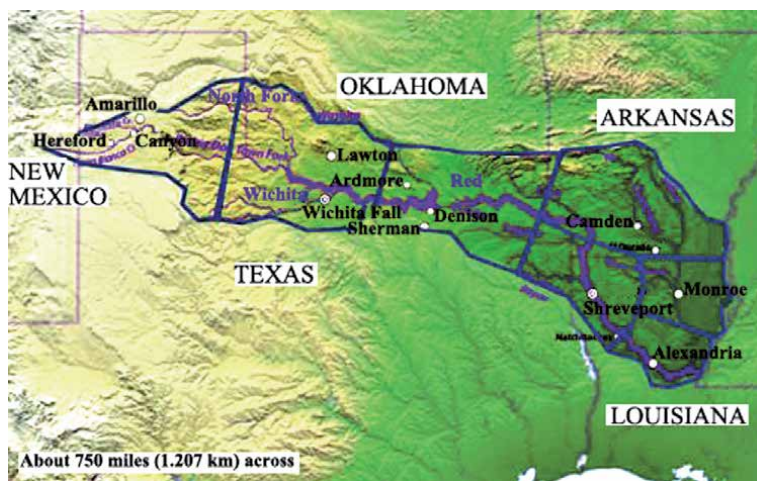 OKLAHOMA
ARKANSAS
North Fork
Amarillo
Hereford
Canyon
Lawton
NEW
MEXICO
Ardmore
Red
Wichita
Wichita Fall
Denison
Sherman
Camden
TEXAS
Monroe
Shreveport
Alexandria
LOUISIANA
About 750 miles (1.207 km) across